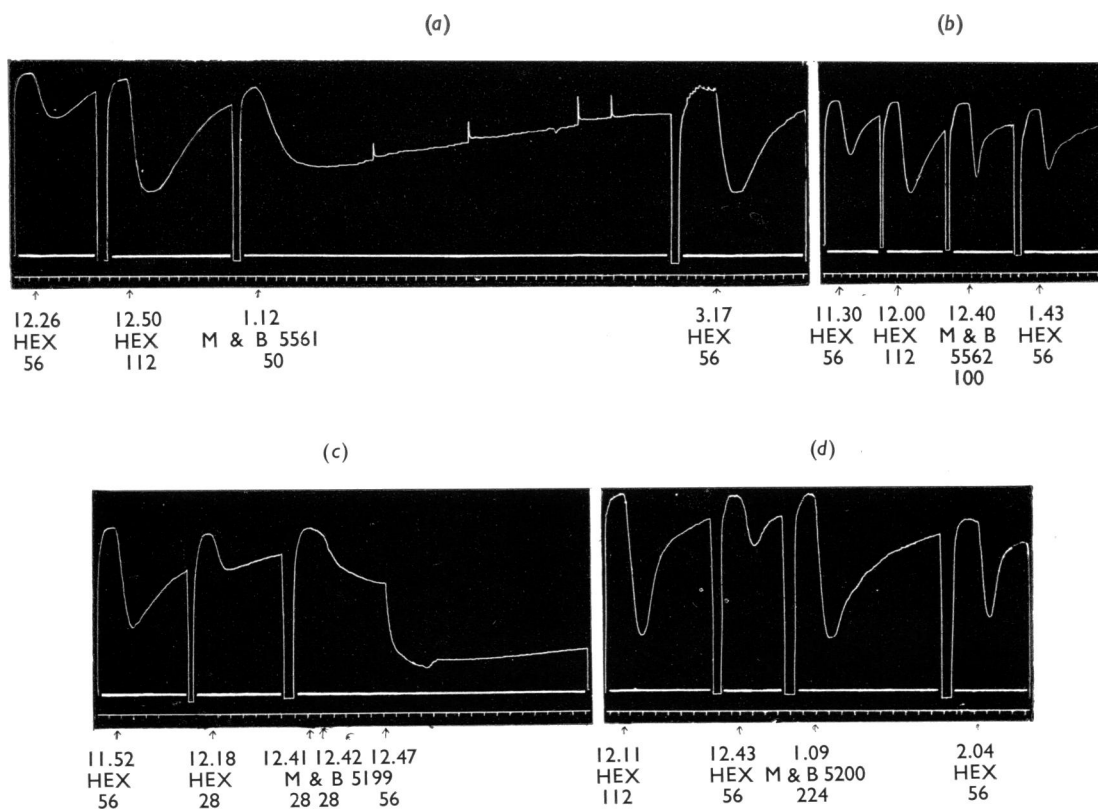 (a)
(b)
12.26 12.50 1.12 3.17 11.30 12.00 12.40 1.43
HEX HEX M & B 5561 HEX HEX HEX M & B HEX
56 112 50 56 56 112 5562 56
100
(c)
(d)
11.52 12.18 12.41 12.42 12.47 12.11 12.43 1.09 2.04
HEX HEX M & B 5199 HEX HEX M & B 5200 HEX
56 28 28 28 56 112 56 224 56